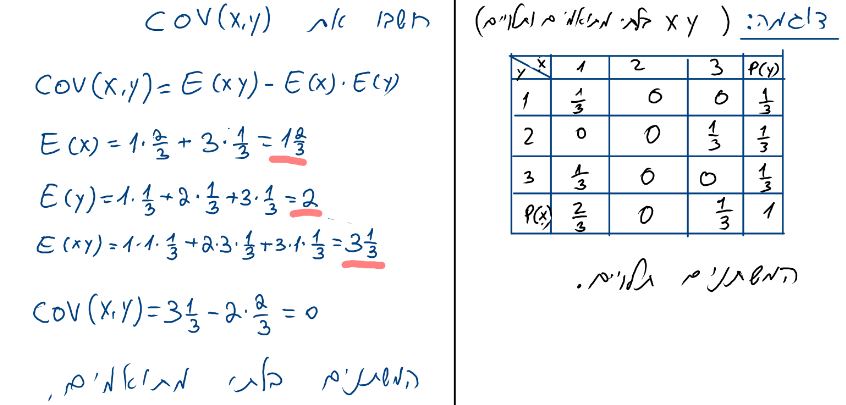 דוגמה: (x y בלתי מתואמים ותלויים)
Y X 1 2 3 P(y)
1 1/3 0 0 1/3
2 0 0 1/3 1/3
3 1/3 0 0 1/3
P(x) 2/3 0 1/3 1
המשתנים תלויים.
חשבו את COV(X,Y)
COV(X,Y)=E(XY)-E(X)·E(Y)
E(X)=1·2/3+3·1/3=1 2/3
E(y)=1·1/3+2·1/3+3·1/3=2
E(XY)=1·1·1/3+2·3·1/3+3·1·1/3=3 1/3
COV(X,Y)=3 1/3-2·2/3=0
המשתנים בלתי מתואמים.